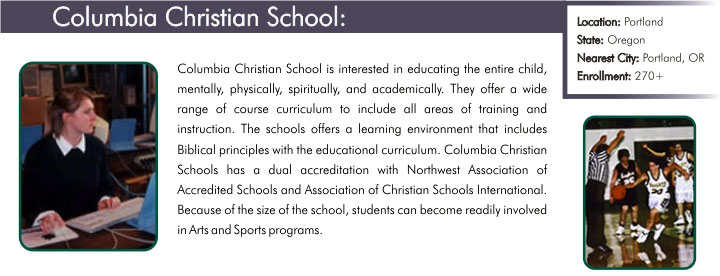 Columbia Christian School:
Location: Portland
State: Oregon
Nearest City: Portland, OR
Enrollment: 270+
Columbia Christian School is interested in educating the entire child,
mentally, physically, spiritually, and academically. They offer a wide
range of course curriculum to include all areas of training and
instruction. The schools offers a learning environment that includes
Biblical principles with the educational curriculum. Columbia Christian
Schools has a dual accreditation with Northwest Association of
Accredited Schools and Association of Christian Schools International.
Because of the size of the school, students can become readily involved
in Arts and Sports programs.